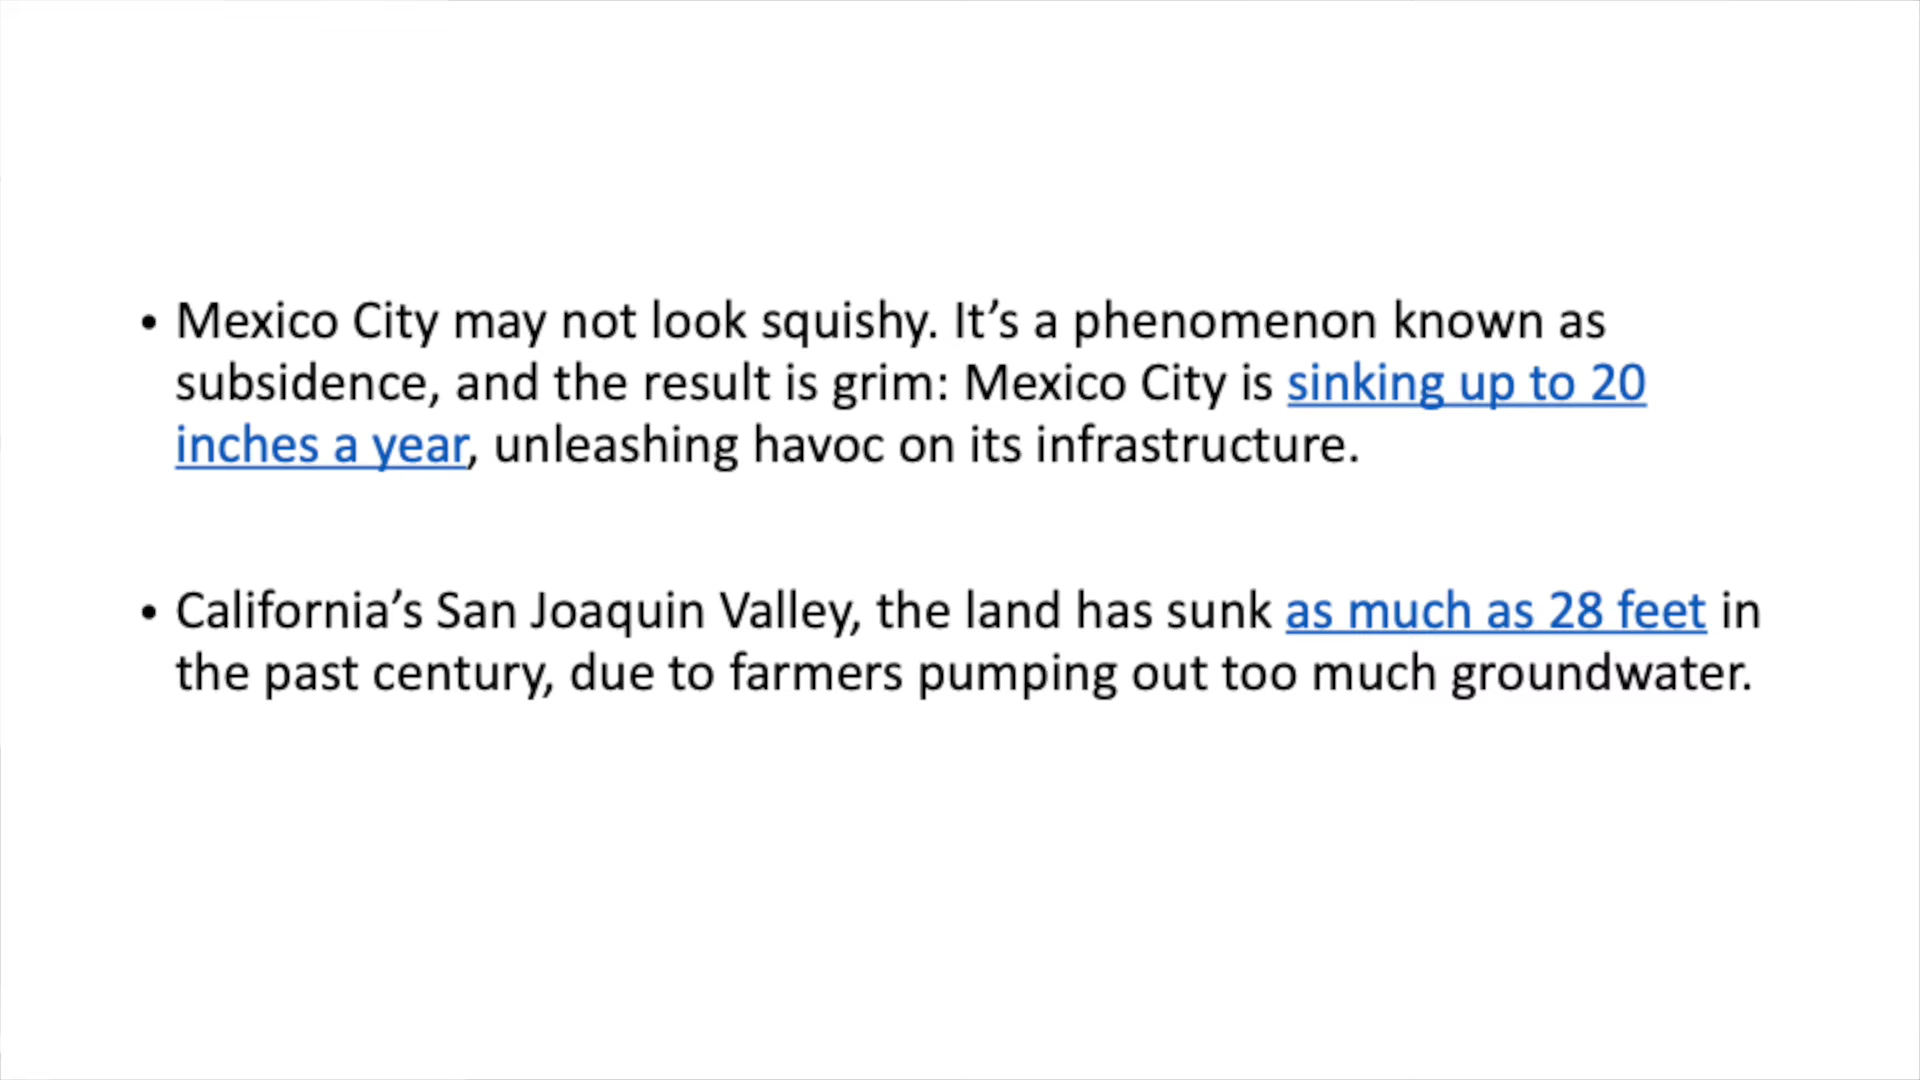 • Mexico City may not look squishy. It’s a phenomenon known as
subsidence, and the result is grim: Mexico City is sinking up to 20
inches a year, unleashing havoc on its infrastructure.
• California’s San Joaquin Valley, the land has sunk as much as 28 feet in
the past century, due to farmers pumping out too much groundwater.